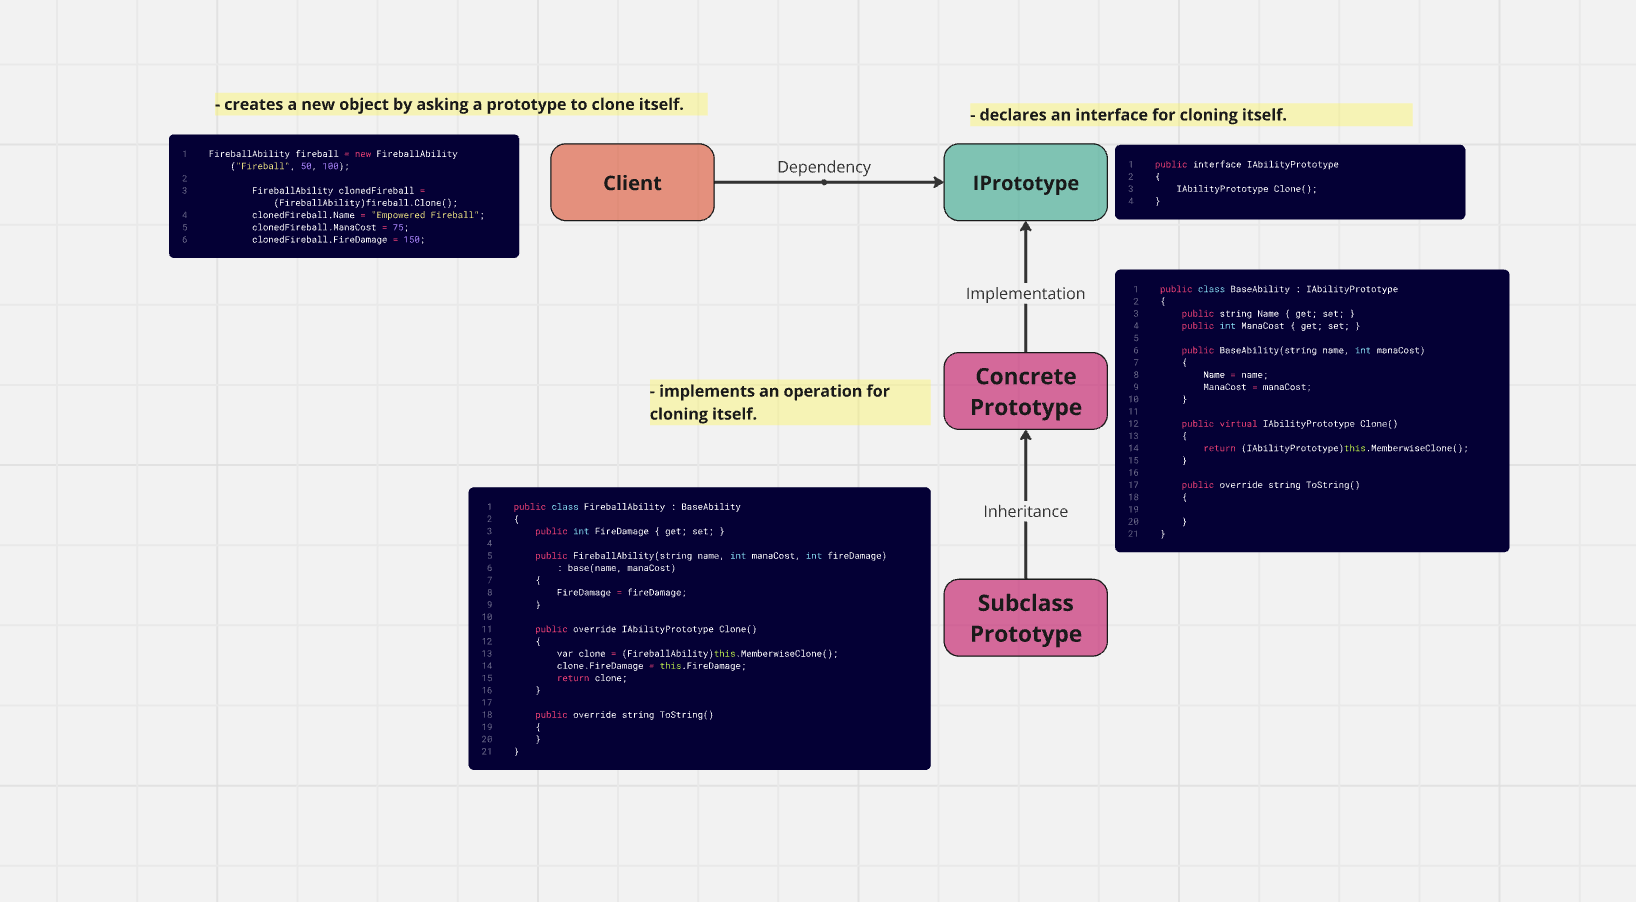 - creates a new object by asking a prototype to clone itself.
1 FireballAbility fireball = new FireballAbility
("Fireball", 50, 100);
2
3 FireballAbility clonedFireball =
(FireballAbility)fireball.Clone();
4 clonedFireball.Name = "Empowered Fireball";
5 clonedFireball.ManaCost = 75;
6 clonedFireball.FireDamage = 150;
Client
Dependency
- declares an interface for cloning itself.
IPrototype
1 public interface IAbilityPrototype
2 {
3 IAbilityPrototype Clone();
4 }
Implementation
1 public class BaseAbility : IAbilityPrototype
2 {
3 public string Name { get; set; }
4 public int ManaCost { get; set; }
5
6 public BaseAbility(string name, int manaCost)
7 {
8 Name = name;
9 ManaCost = manaCost;
10 }
11
12 public virtual IAbilityPrototype Clone()
13 {
14 return (IAbilityPrototype)this.MemberwiseClone();
15 }
16
17 public override string ToString()
18 {
19
20 }
21 }
- implements an operation for
cloning itself.
Concrete
Prototype
Inheritance
1 public class FireballAbility : BaseAbility
2 {
3 public int FireDamage { get; set; }
4
5 public FireballAbility(string name, int manaCost, int fireDamage)
6 : base(name, manaCost)
7 {
8 FireDamage = fireDamage;
9 }
10
11 public override IAbilityPrototype Clone()
12 {
13 var clone = (FireballAbility)this.MemberwiseClone();
14 clone.FireDamage = this.FireDamage;
15 return clone;
16 }
17
18 public override string ToString()
19 {
20 }
21 }
Subclass
Prototype